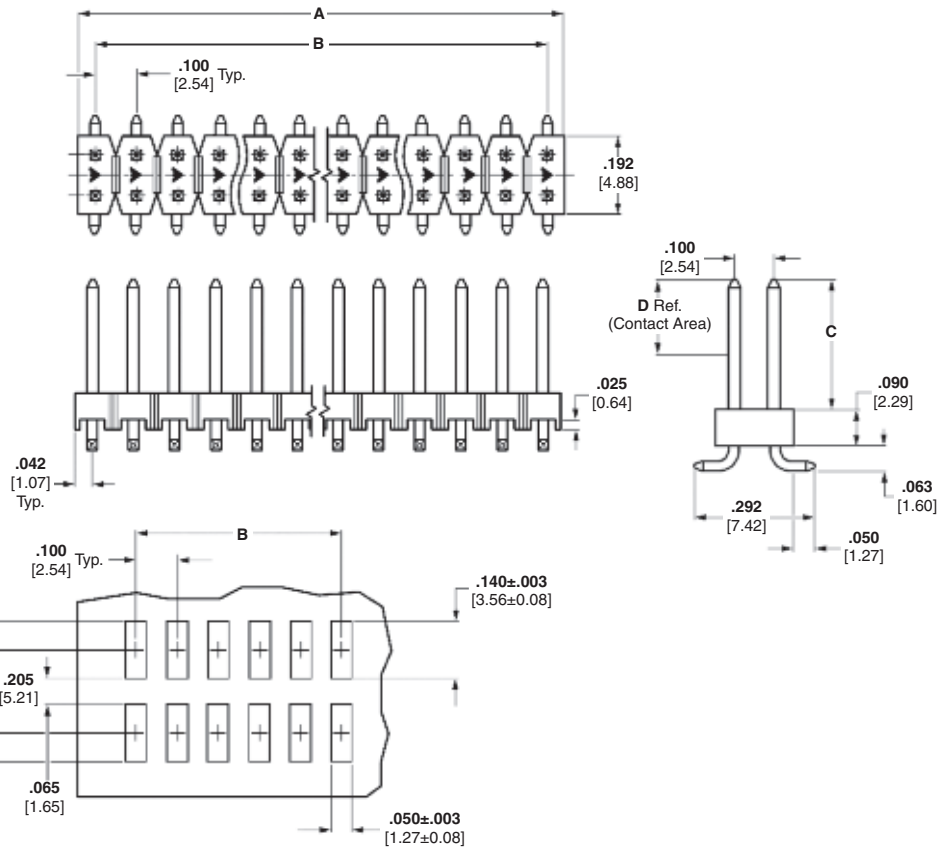 A
B
.100
[2.54] Typ.
.192
[4.88]
.100
[2.54]
D Ref.
(Contact Area)
C
.025
[0.64]
.090
[2.29]
.042
[1.07]
Typ.
.063
[1.60]
.292
[7.42]
.050
[1.27]
B
.100
[2.54] Typ.
.140±.003
[3.56±0.08]
.205
[5.21]
.065
[1.65]
.050±.003
[1.27±0.08]